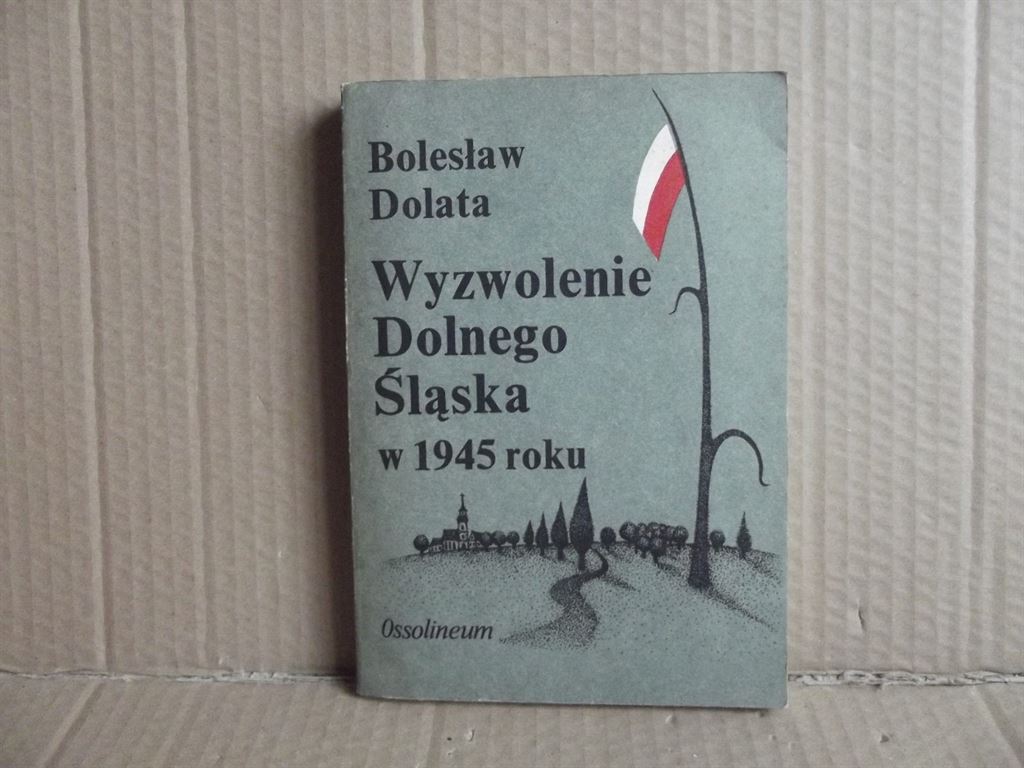 Bolesław
Dolata
Wyzwolenie
Dolnego
Śląska
w 1945 roku
Ossolineum